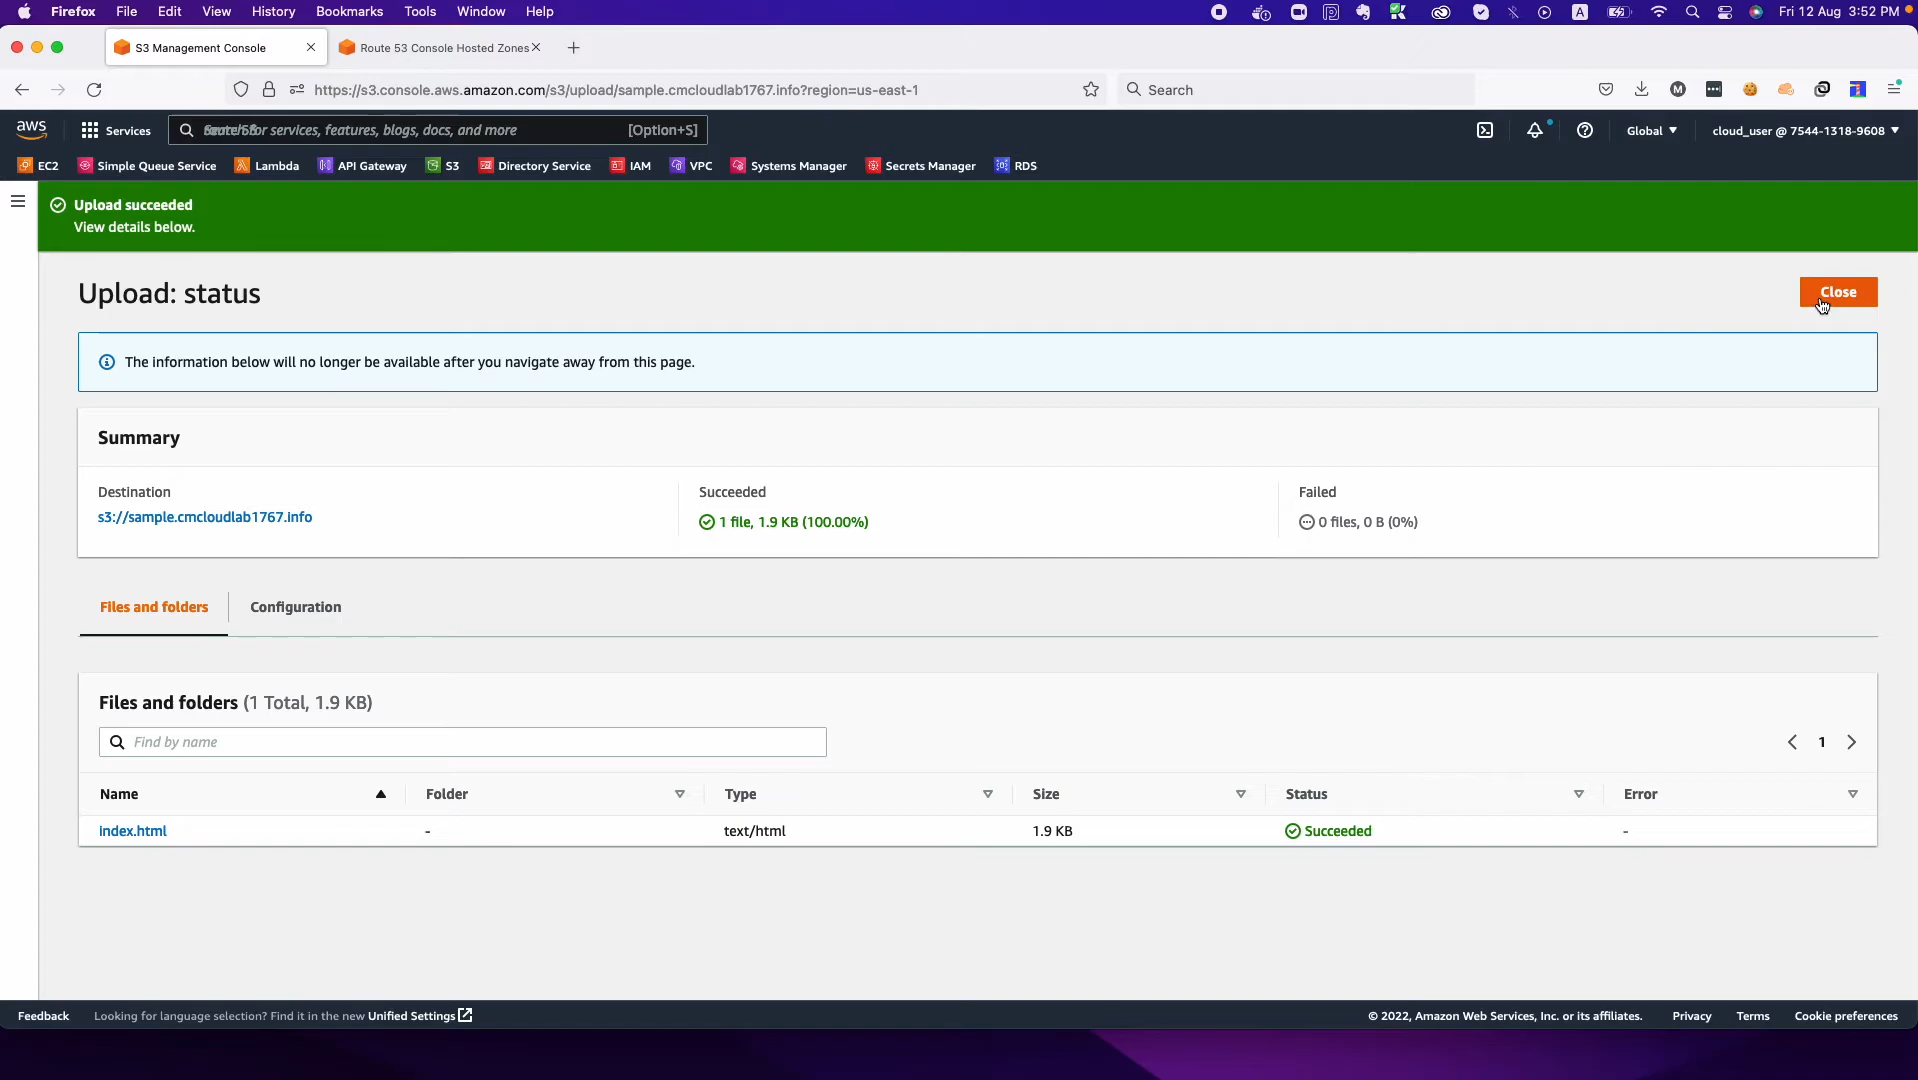 Firefox File Edit View History Bookmarks Tools Window Help Fri 12 Aug 3:52 PM
S3 Management Console Route 53 Console Hosted Zones
https://s3.console.aws.amazon.com/s3/upload/sample.cmcloudlab1767.info?region=us-east-1 Search
aws Services Search for services, features, blogs, docs, and more [Option+S] Global cloud_user @ 7544-1318-9608
EC2 Simple Queue Service Lambda API Gateway S3 Directory Service IAM VPC Systems Manager Secrets Manager RDS
Upload succeeded
View details below.
Upload: status Close
The information below will no longer be available after you navigate away from this page.
Summary
Destination Succeeded Failed
s3://sample.cmcloudlab1767.info 1 file, 1.9 KB (100.00%) 0 files, 0 B (0%)
Files and folders Configuration
Files and folders (1 Total, 1.9 KB)
Find by name 1
Name Folder Type Size Status Error
index.html - text/html 1.9 KB Succeeded -
Feedback Looking for language selection? Find it in the new Unified Settings © 2022, Amazon Web Services, Inc. or its affiliates. Privacy Terms Cookie preferences